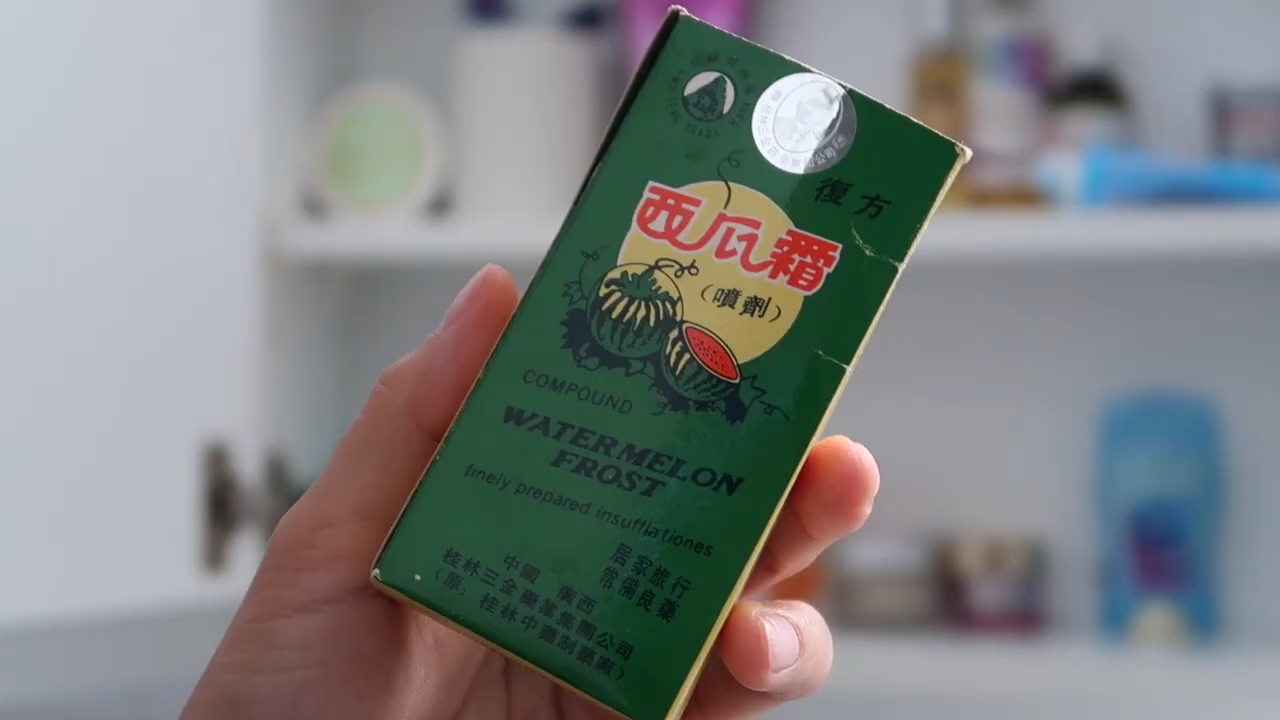 復方
西瓜霜
（噴劑）
COMPOUND
WATERMELON
FROST
finely prepared insufflationes
居家旅行
常備良藥
中國 廣西
桂林三金藥業集團公司
（原：桂林中藥制藥廠）